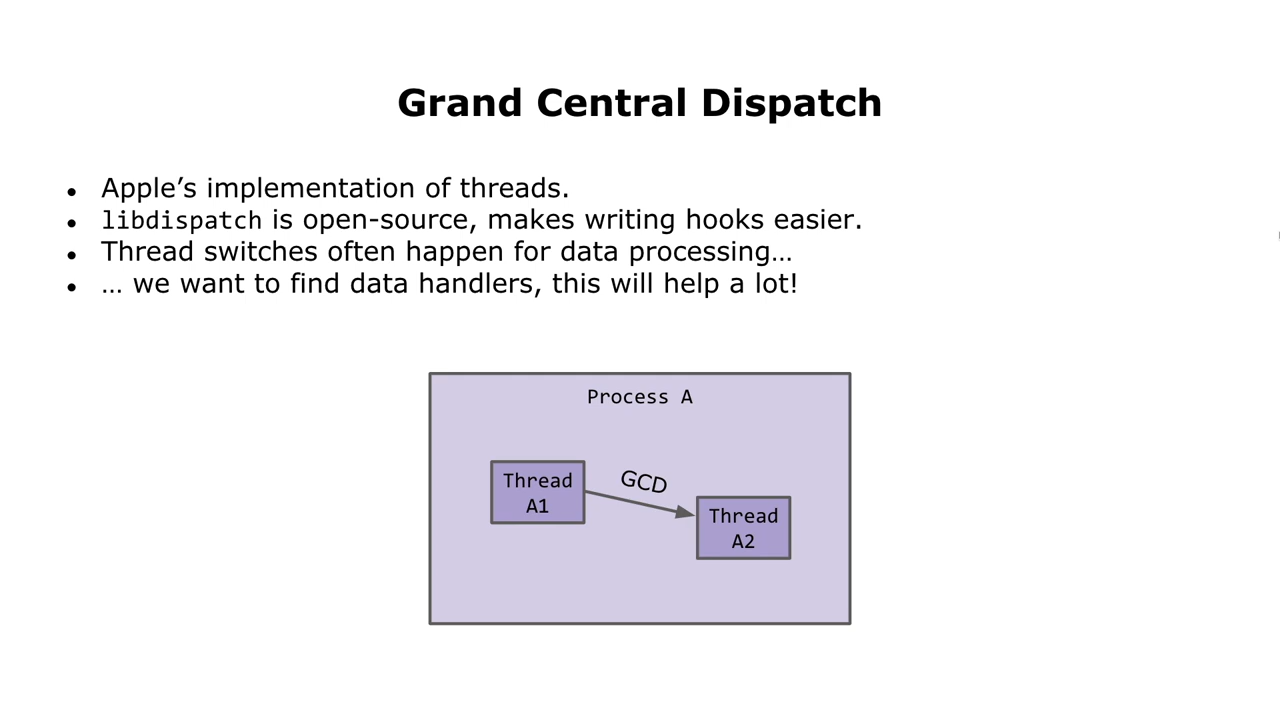 Grand Central Dispatch
● Apple’s implementation of threads.
● libdispatch is open-source, makes writing hooks easier.
● Thread switches often happen for data processing…
● … we want to find data handlers, this will help a lot!
Process A
Thread
A1
GCD
Thread
A2